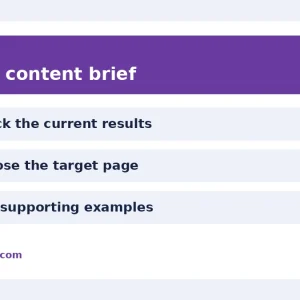 content brief
ck the current results
ose the target page
supporting examples
.com